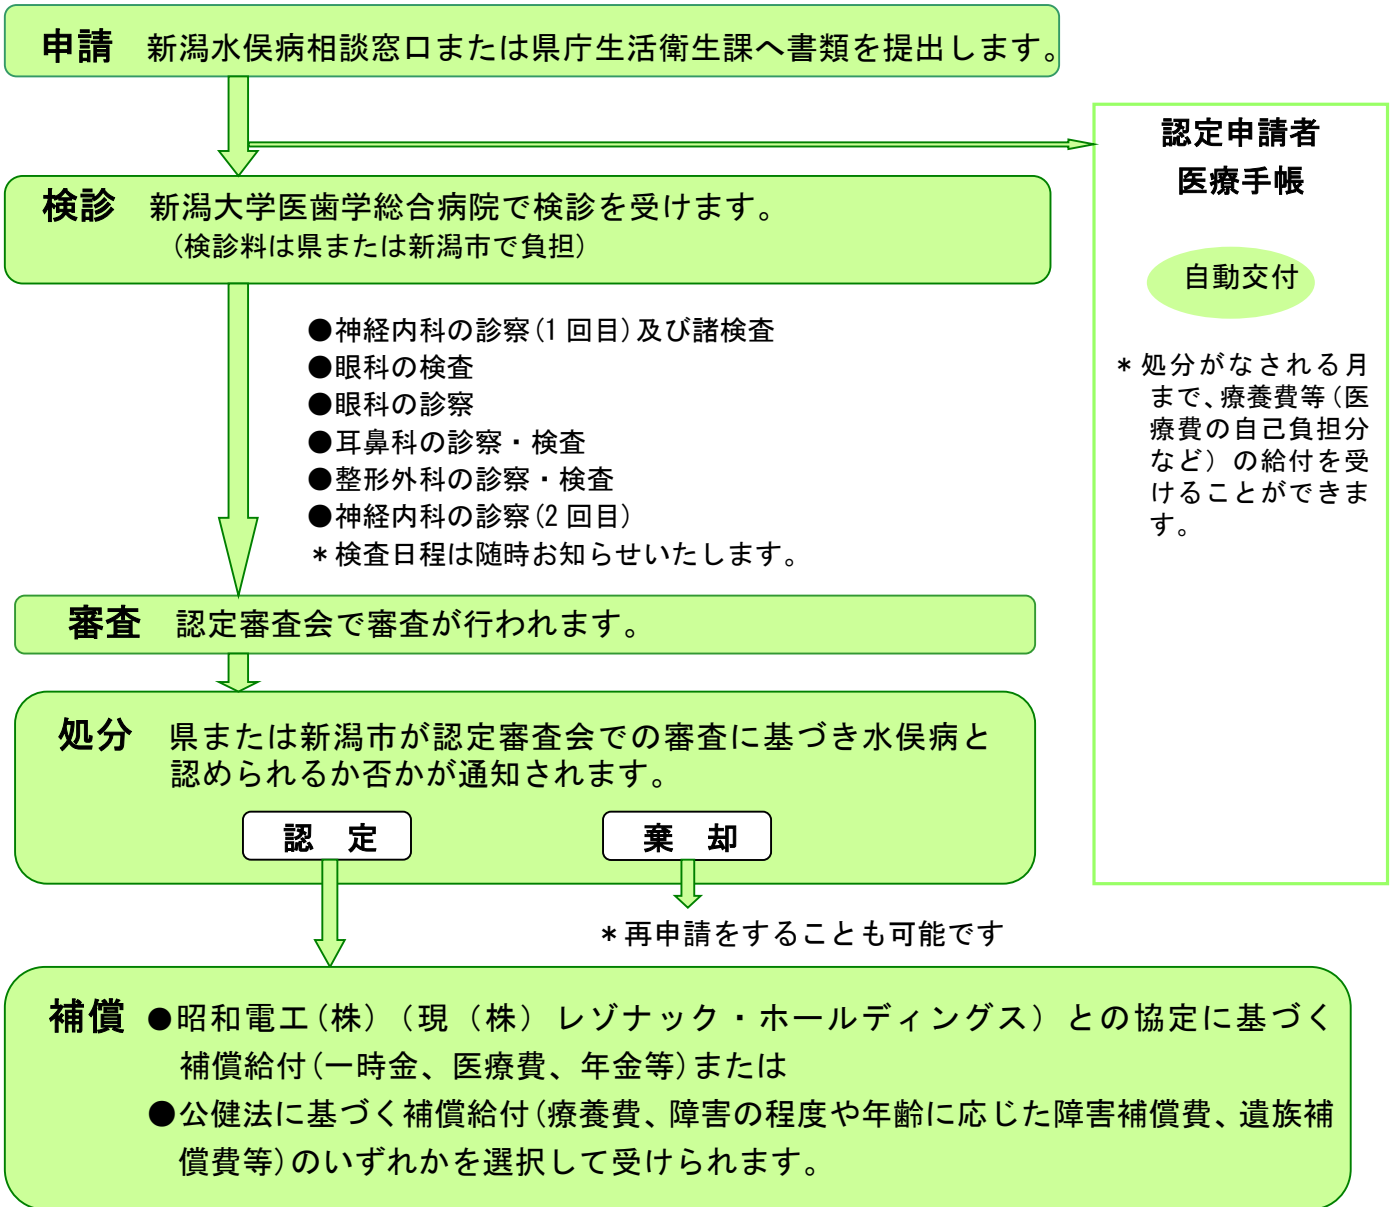 申請　新潟水俣病相談窓口または県庁生活衛生課へ書類を提出します。
認定申請者
医療手帳
自動交付
＊処分がなされる月
まで、療養費等（医
療費の自己負担分
など）の給付を受
けることができま
す。
検診　新潟大学医歯学総合病院で検診を受けます。
（検診料は県または新潟市で負担）
●神経内科の診察(1回目)及び諸検査
●眼科の検査
●眼科の診察
●耳鼻科の診察・検査
●整形外科の診察・検査
●神経内科の診察(2回目)
＊検査日程は随時お知らせいたします。
審査　認定審査会で審査が行われます。
処分　県または新潟市が認定審査会での審査に基づき水俣病と
認められるか否かが通知されます。
認　定　　棄　却
＊再申請をすることも可能です
補償　●昭和電工(株)（現（株）レゾナック・ホールディングス）との協定に基づく
補償給付(一時金、医療費、年金等)または
●公健法に基づく補償給付(療養費、障害の程度や年齢に応じた障害補償費、遺族補
償費等)のいずれかを選択して受けられます。